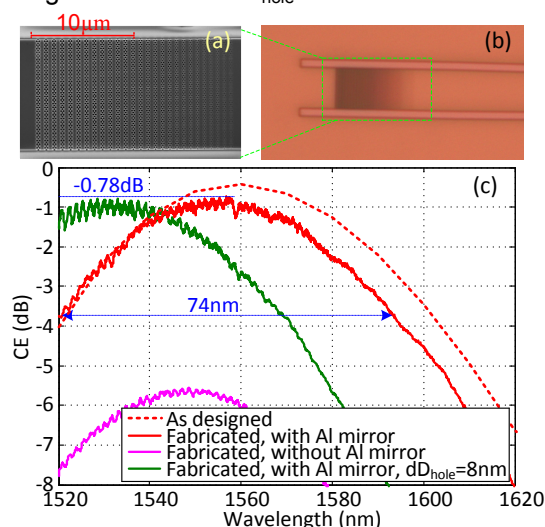 hole
10μm
(a)
(b)
0
-0.78dB
(c)
-1
-2
-3
74nm
-4
-5
-6
-7
-8
CE (dB)
As designed
Fabricated, with Al mirror
Fabricated, without Al mirror
Fabricated, with Al mirror, dDhole=8nm
1520 1540 1560 1580 1600 1620
Wavelength (nm)